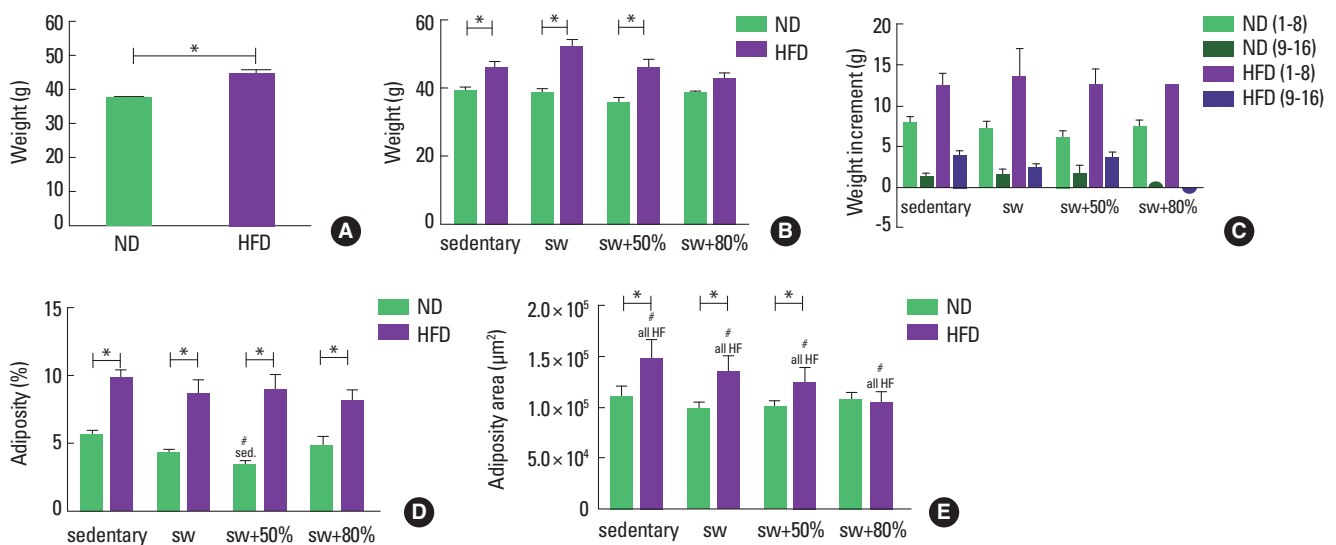 60
50
40
30
20
10
0
Weight (g)
*
ND
HFD
A
60
40
20
0
Weight (g)
*
*
*
ND
HFD
sedentary
sw
sw+50%
sw+80%
B
20
15
10
5
0
-5
Weight increment (g)
ND (1-8)
ND (9-16)
HFD (1-8)
HFD (9-16)
sedentary
sw
sw+50%
sw+80%
C
15
10
5
0
Adiposity (%)
*
*
*
*
#
sed.
ND
HFD
sedentary
sw
sw+50%
sw+80%
D
2.0 × 10⁵
1.5 × 10⁵
1.0 × 10⁵
5.0 × 10⁴
0
Adiposity area (µm²)
*
*
*
#
all HF
#
all HF
#
all HF
#
all HF
ND
HFD
sedentary
sw
sw+50%
sw+80%
E